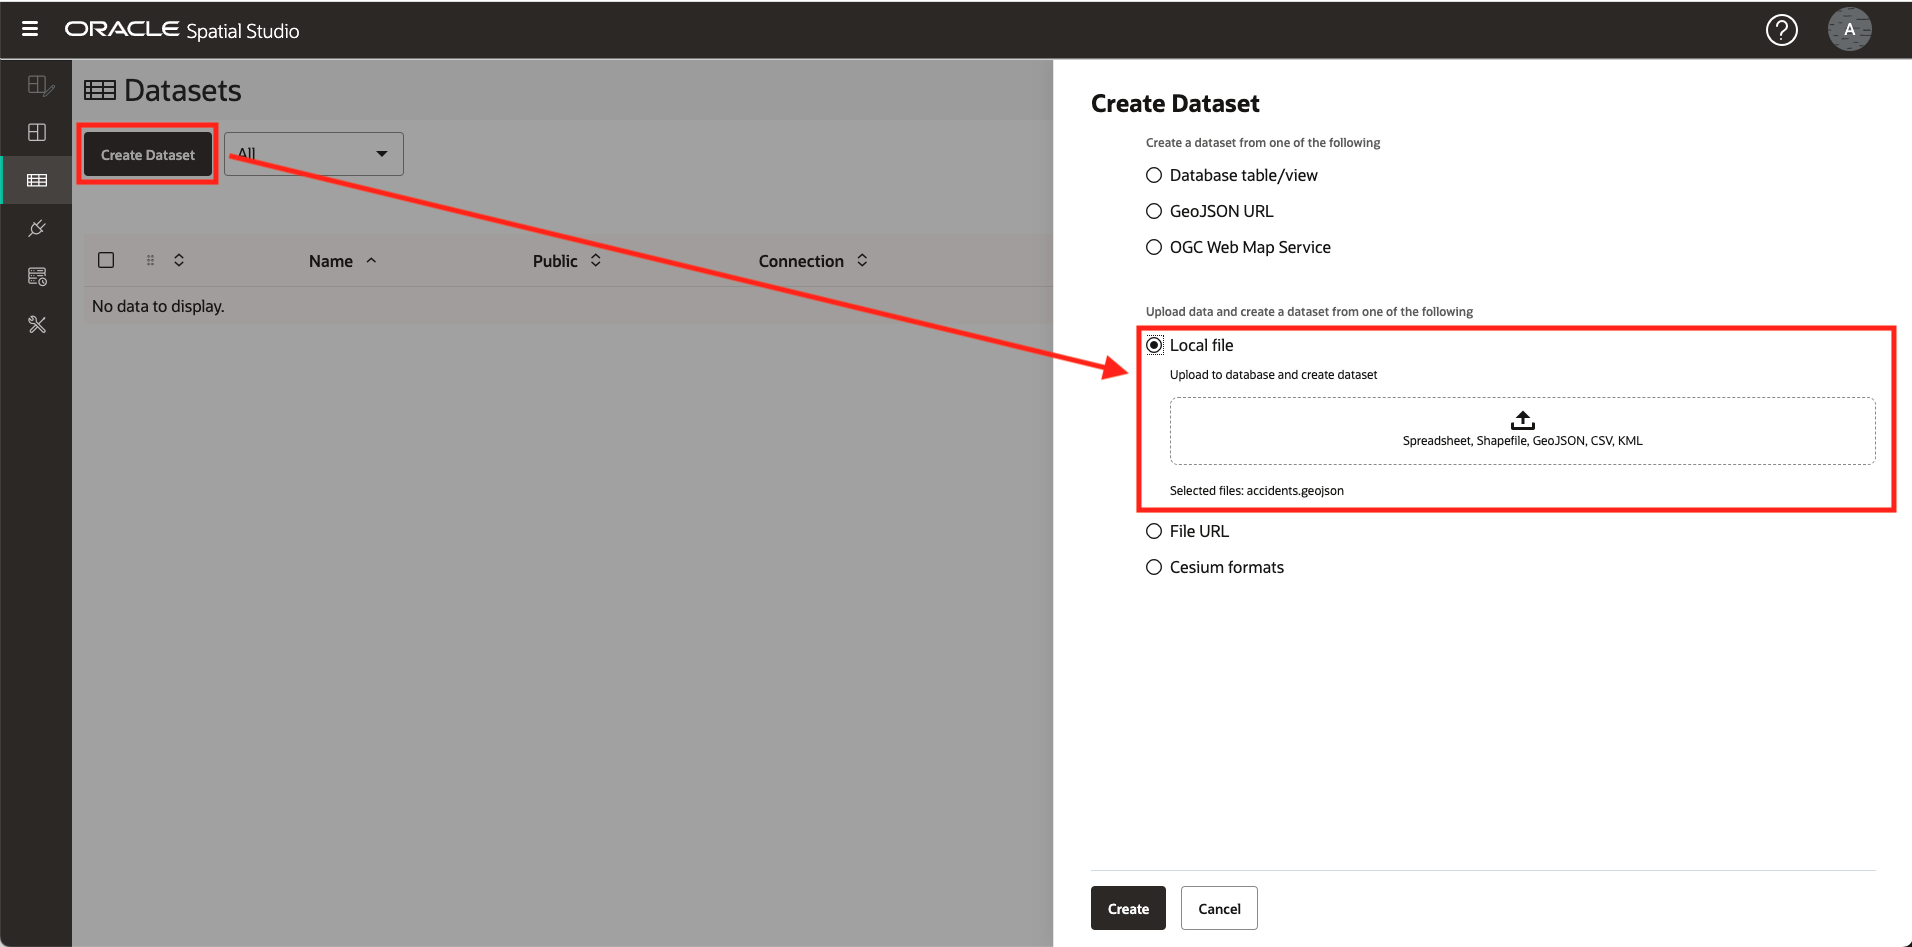 ORACLE Spatial Studio
?
A
Datasets
Create Dataset
All
Name
Public
Connection
No data to display.
Create Dataset
Create a dataset from one of the following
Database table/view
GeoJSON URL
OGC Web Map Service
Upload data and create a dataset from one of the following
Local file
Upload to database and create dataset
Spreadsheet, Shapefile, GeoJSON, CSV, KML
Selected files: accidents.geojson
File URL
Cesium formats
Create
Cancel